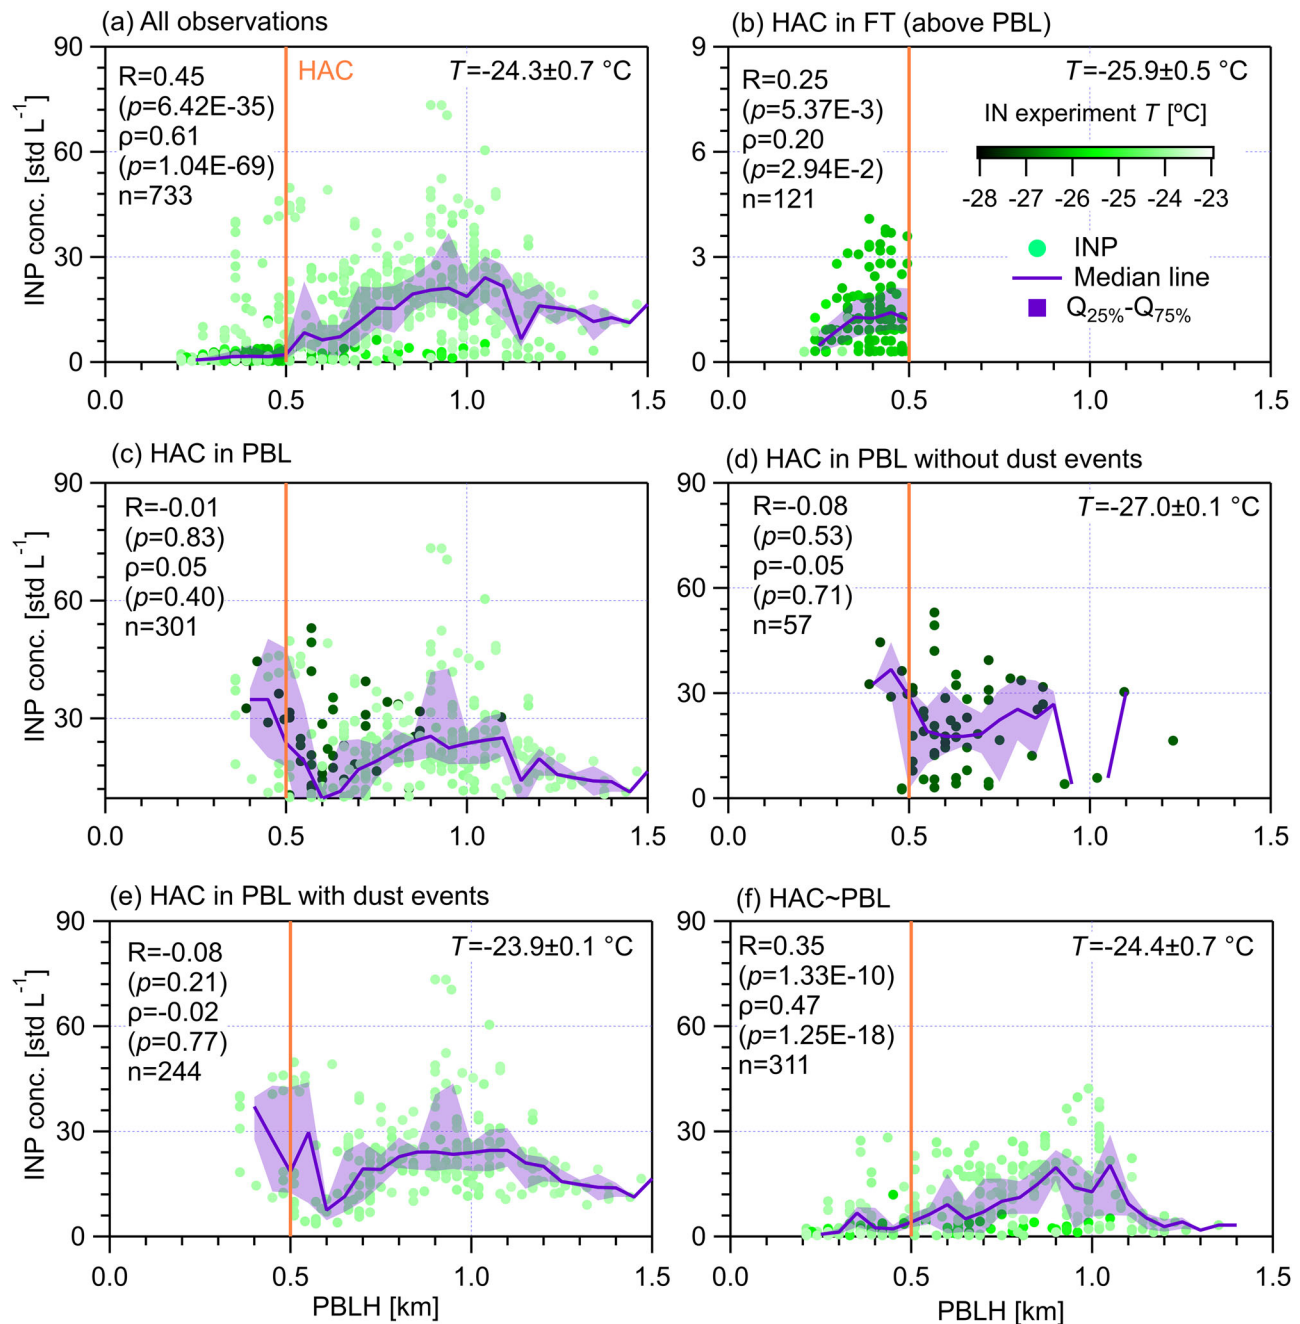 (a) All observations
90
60
30
0
INP conc. [std L⁻¹]
R=0.45
(p=6.42E-35)
ρ=0.61
(p=1.04E-69)
n=733
HAC
T=-24.3±0.7 °C
0.0 0.5 1.0 1.5
(b) HAC in FT (above PBL)
9
6
3
0
R=0.25
(p=5.37E-3)
ρ=0.20
(p=2.94E-2)
n=121
T=-25.9±0.5 °C
IN experiment T [ºC]
-28 -27 -26 -25 -24 -23
INP
Median line
Q25%-Q75%
0.0 0.5 1.0 1.5
(c) HAC in PBL
90
60
30
INP conc. [std L⁻¹]
R=-0.01
(p=0.83)
ρ=0.05
(p=0.40)
n=301
0.0 0.5 1.0 1.5
(d) HAC in PBL without dust events
90
60
30
0
R=-0.08
(p=0.53)
ρ=-0.05
(p=0.71)
n=57
T=-27.0±0.1 °C
0.0 0.5 1.0 1.5
(e) HAC in PBL with dust events
90
60
30
0
INP conc. [std L⁻¹]
R=-0.08
(p=0.21)
ρ=-0.02
(p=0.77)
n=244
T=-23.9±0.1 °C
0.0 0.5 1.0 1.5
PBLH [km]
(f) HAC~PBL
90
60
30
0
R=0.35
(p=1.33E-10)
ρ=0.47
(p=1.25E-18)
n=311
T=-24.4±0.7 °C
0.0 0.5 1.0 1.5
PBLH [km]